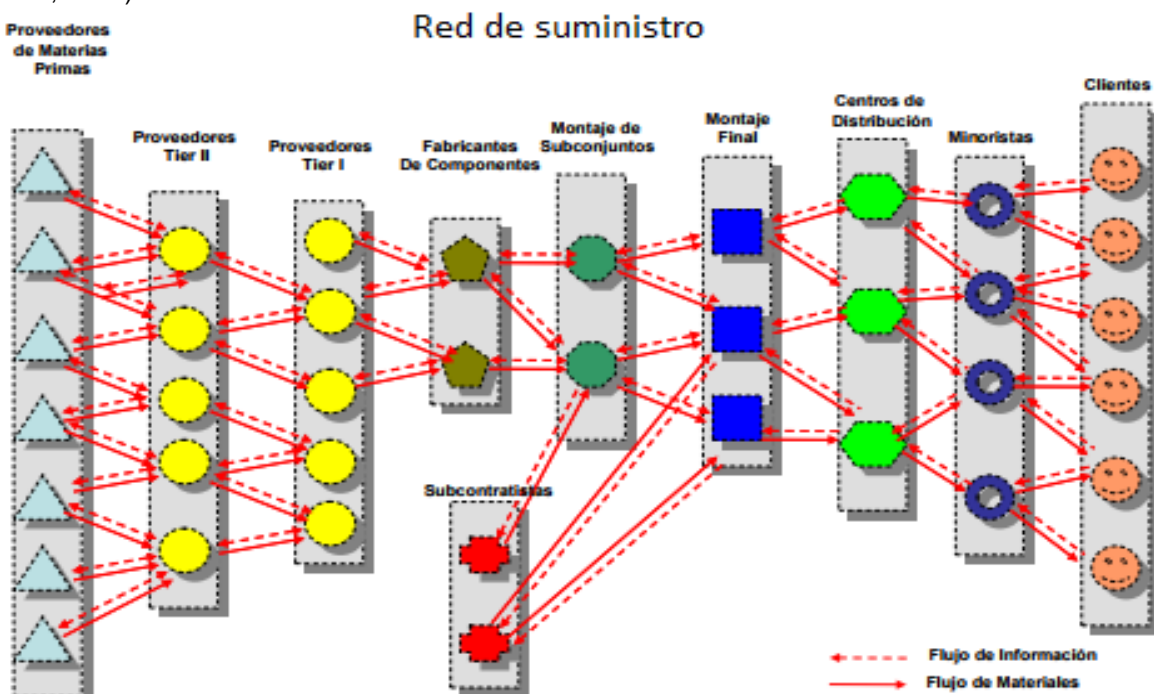 Red de suministro
Proveedores
de Materias
Primas
Proveedores
Tier II
Proveedores
Tier I
Fabricantes
De Componentes
Montaje de
Subconjuntos
Montaje
Final
Centros de
Distribución
Minoristas
Clientes
Subcontratistas
Flujo de Información
Flujo de Materiales